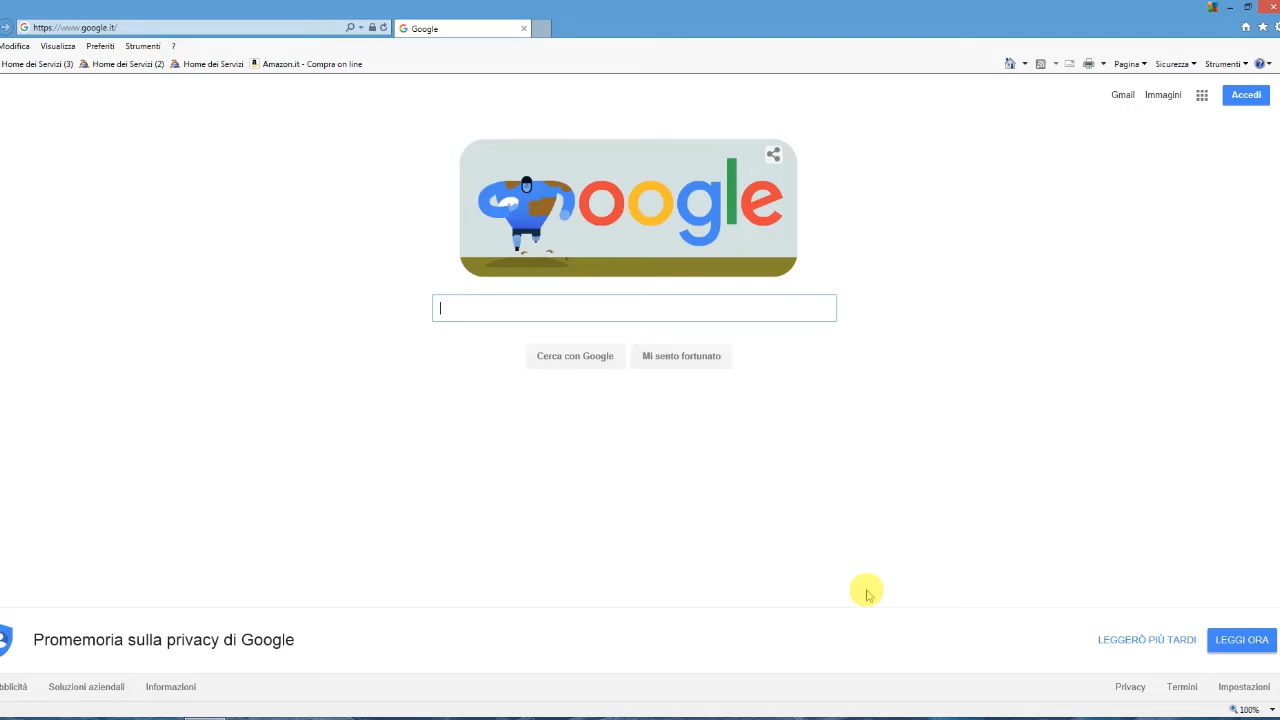 https://www.google.it/
Google
Modifica Visualizza Preferiti Strumenti ?
Home dei Servizi (3) Home dei Servizi (2) Home dei Servizi Amazon.it - Compra on line
Pagina Sicurezza Strumenti
Gmail Immagini Accedi
oogle
Cerca con Google Mi sento fortunato
Promemoria sulla privacy di Google
LEGGERÒ PIÙ TARDI LEGGI ORA
bblicità Soluzioni aziendali Informazioni
Privacy Termini Impostazioni
100%